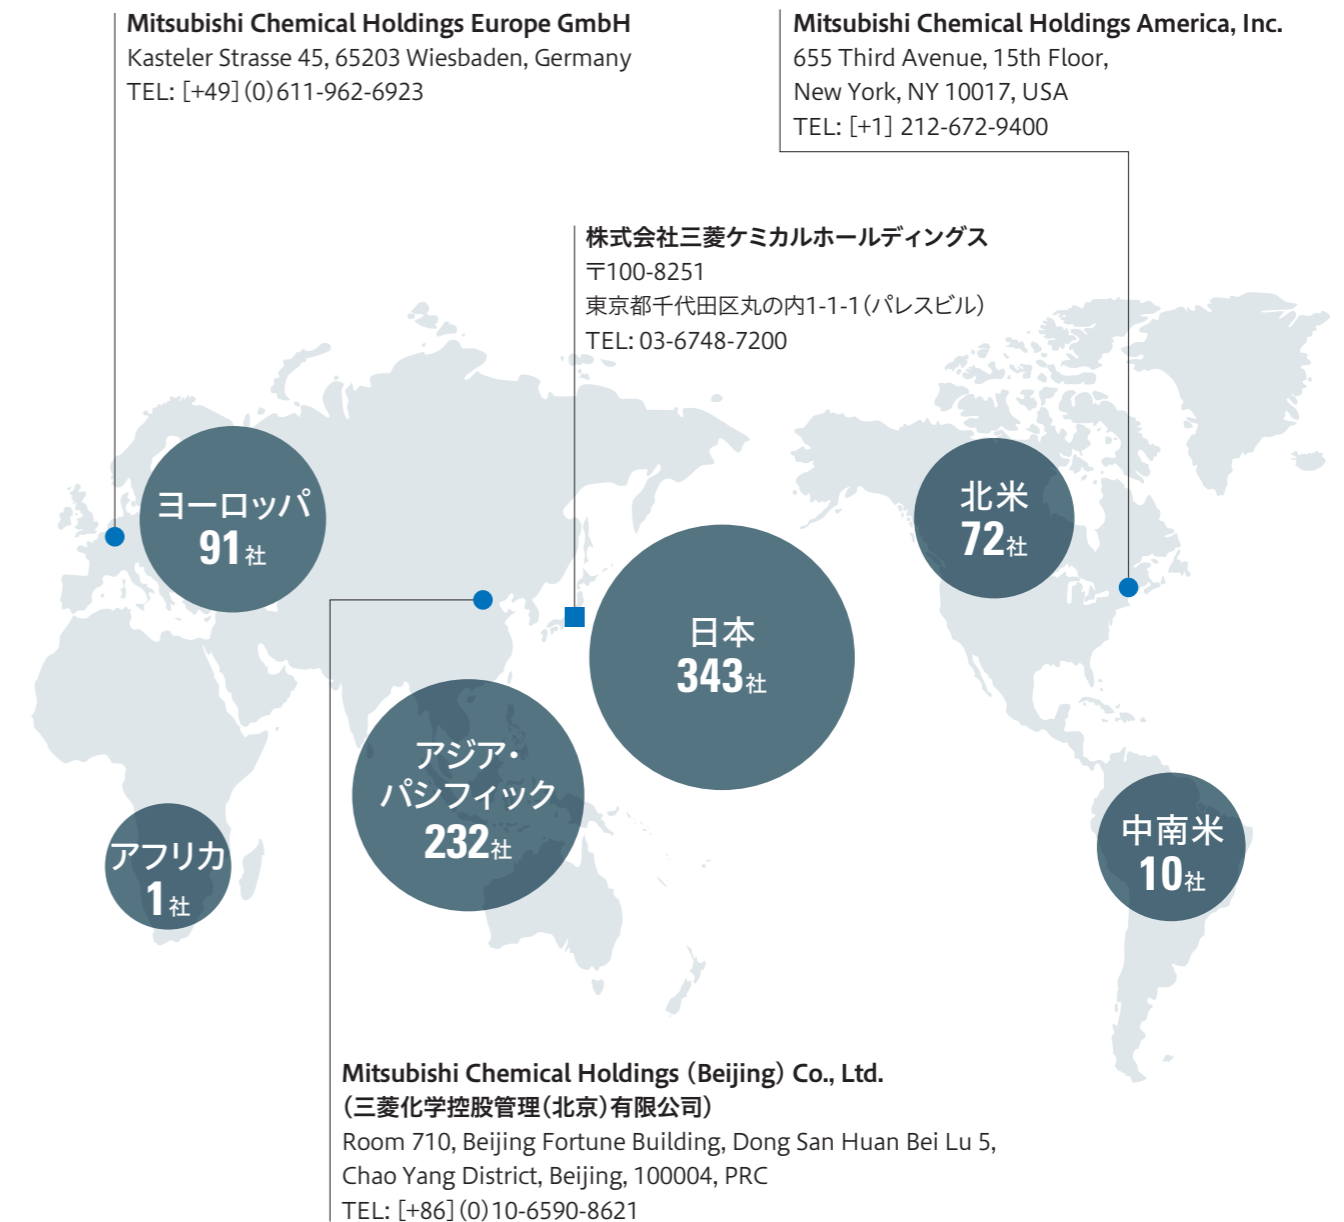 Mitsubishi Chemical Holdings Europe GmbH
Kasteler Strasse 45, 65203 Wiesbaden, Germany
TEL: [+49](0)611-962-6923
Mitsubishi Chemical Holdings America, Inc.
655 Third Avenue, 15th Floor,
New York, NY 10017, USA
TEL: [+1] 212-672-9400
株式会社三菱ケミカルホールディングス
〒100-8251
東京都千代田区丸の内1-1-1（パレスビル）
TEL: 03-6748-7200
ヨーロッパ
91社
北米
72社
日本
343社
アジア・
パシフィック
232社
アフリカ
1社
中南米
10社
Mitsubishi Chemical Holdings (Beijing) Co., Ltd.
（三菱化学控股管理（北京）有限公司）
Room 710, Beijing Fortune Building, Dong San Huan Bei Lu 5,
Chao Yang District, Beijing, 100004, PRC
TEL: [+86](0)10-6590-8621